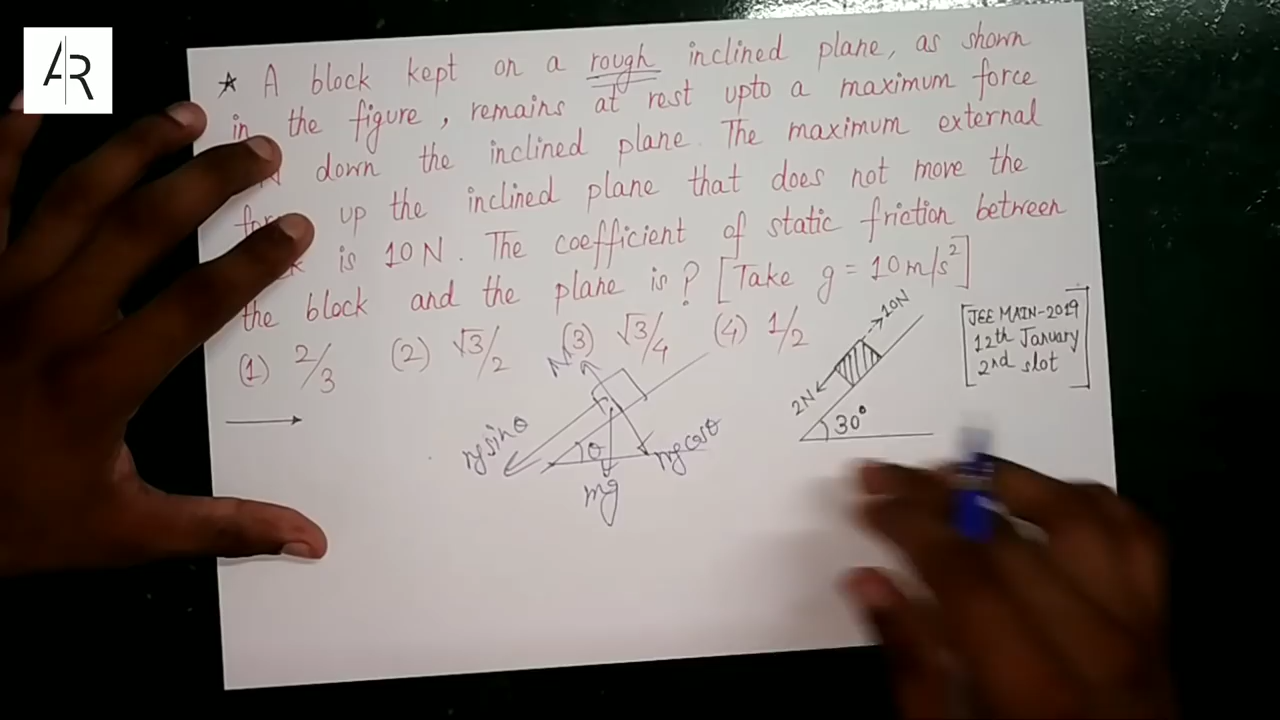 AR
* A block kept on a rough inclined plane, as shown
in the figure, remains at rest upto a maximum force
N down the inclined plane. The maximum external
up the inclined plane that does not move the
is 10N. The coefficient of static friction between
the block and the plane is? [Take g = 10 m/s²]
(1) 2/3 (2) √3/2 (3) √3/4 (4) 1/2
[JEE MAIN-2019
12th January
2nd slot]
10N
2N
30°
N
mg sinθ
θ
mg cosθ
mg